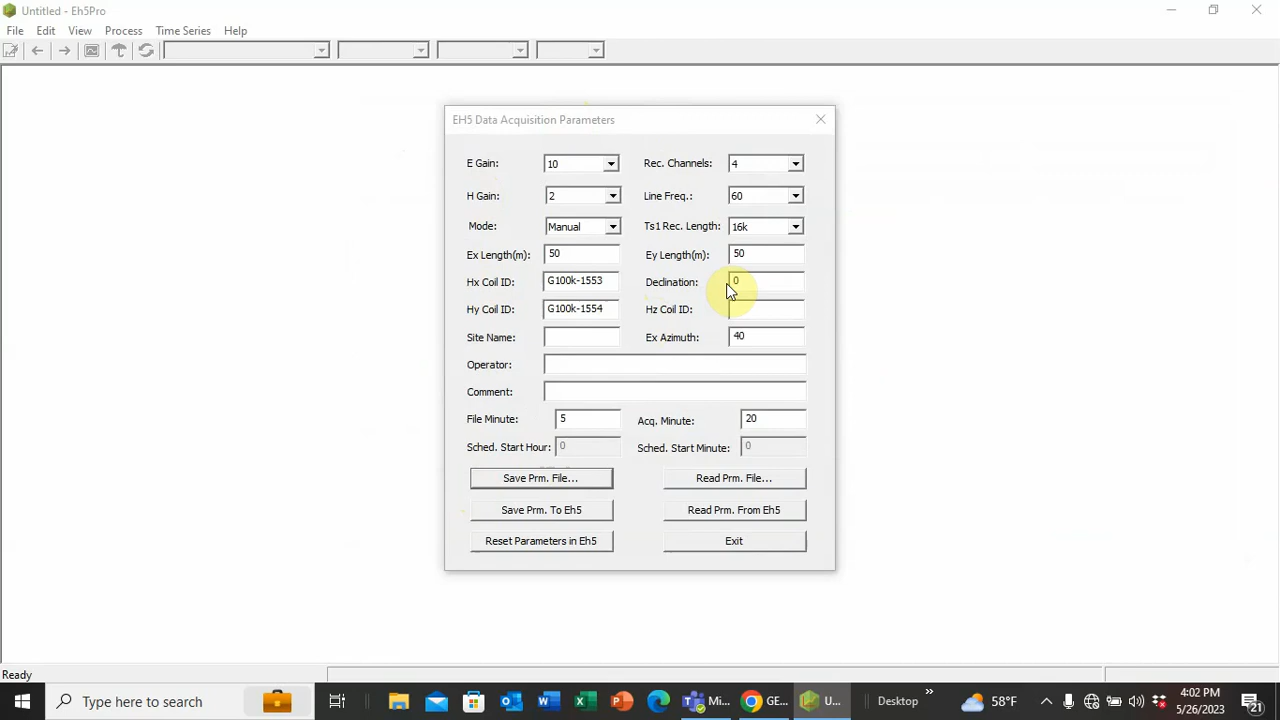 Untitled - Eh5Pro
File Edit View Process Time Series Help
EH5 Data Acquisition Parameters
E Gain: 10 Rec. Channels: 4
H Gain: 2 Line Freq.: 60
Mode: Manual Ts1 Rec. Length: 16k
Ex Length(m): 50 Ey Length(m): 50
Hx Coil ID: G100k-1553 Declination: 0
Hy Coil ID: G100k-1554 Hz Coil ID:
Site Name: Ex Azimuth: 40
Operator:
Comment:
File Minute: 5 Acq. Minute: 20
Sched. Start Hour: 0 Sched. Start Minute: 0
Save Prm. File... Read Prm. File...
Save Prm. To Eh5 Read Prm. From Eh5
Reset Parameters in Eh5 Exit
Ready
Type here to search Mi... GE... U... Desktop 58°F 4:02 PM
5/26/2023 21